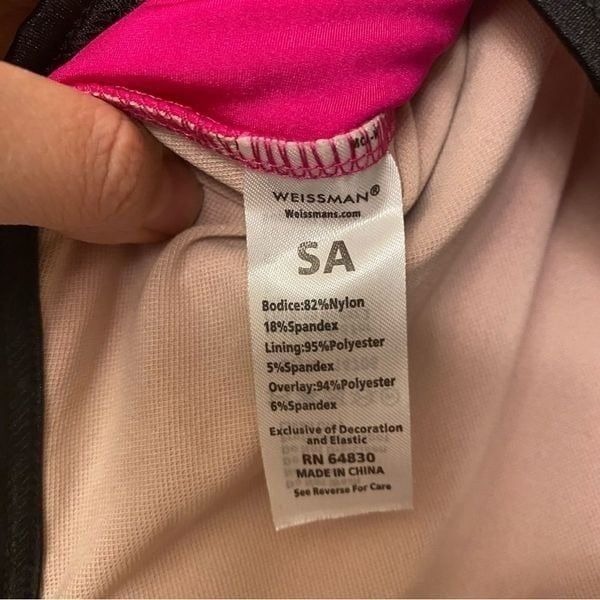 WEISSMAN®
Weissmans.com
SA
Bodice:82%Nylon
18%Spandex
Lining:95%Polyester
5%Spandex
Overlay:94%Polyester
6%Spandex
Exclusive of Decoration
and Elastic
RN 64830
MADE IN CHINA
See Reverse For Care